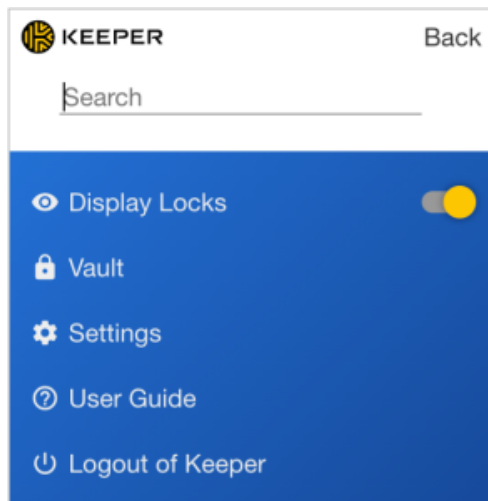 KEEPER Back
Search
Display Locks
Vault
Settings
User Guide
Logout of Keeper